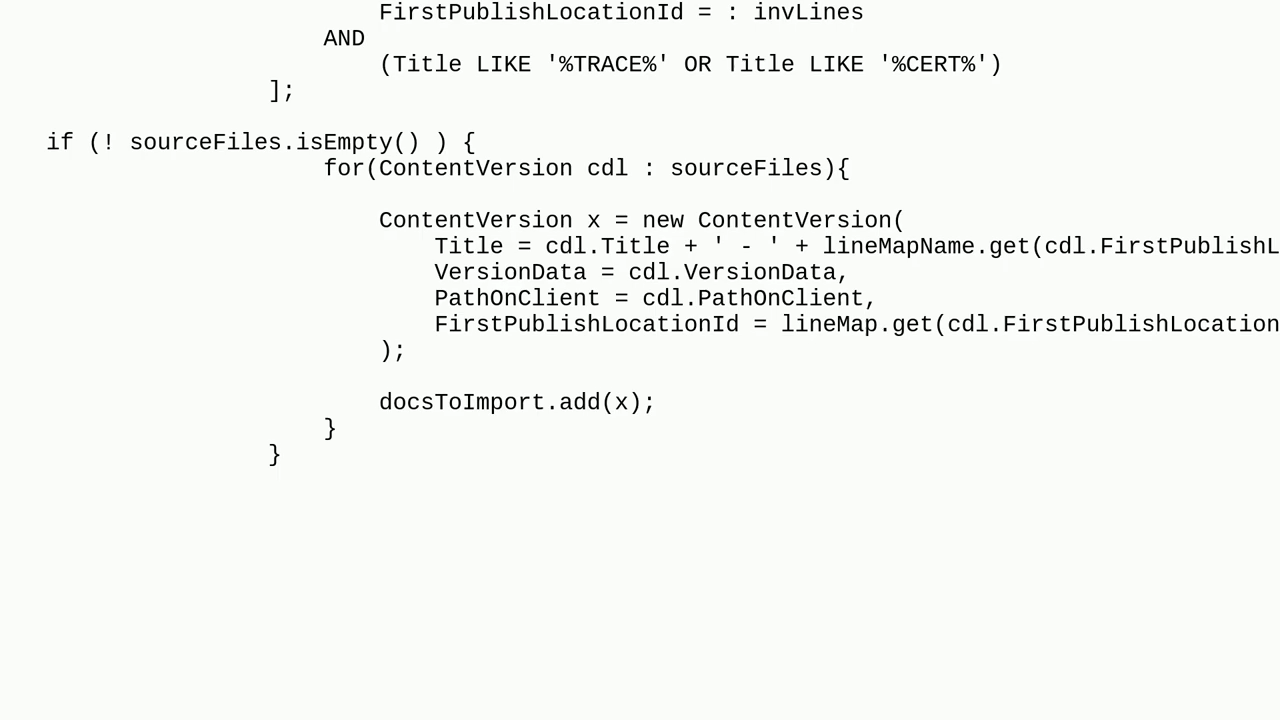 FirstPublishLocationId = : invLines
AND
(Title LIKE '%TRACE%' OR Title LIKE '%CERT%')
];
if (! sourceFiles.isEmpty() ) {
for(ContentVersion cdl : sourceFiles){
ContentVersion x = new ContentVersion(
Title = cdl.Title + ' - ' + lineMapName.get(cdl.FirstPublishL
VersionData = cdl.VersionData,
PathOnClient = cdl.PathOnClient,
FirstPublishLocationId = lineMap.get(cdl.FirstPublishLocation
);
docsToImport.add(x);
}
}